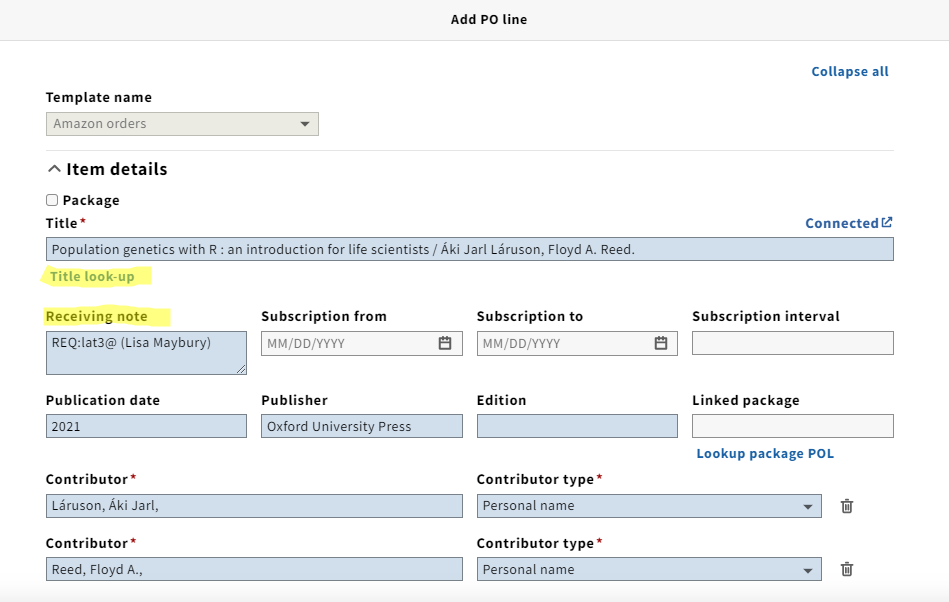 Add PO line
Collapse all
Template name
Amazon orders
Item details
Package
Title* Connected
Population genetics with R : an introduction for life scientists / Áki Jarl Láruson, Floyd A. Reed.
Title look-up
Receiving note Subscription from Subscription to Subscription interval
REQ:lat3@ (Lisa Maybury) MM/DD/YYYY MM/DD/YYYY
Publication date Publisher Edition Linked package
2021 Oxford University Press
Lookup package POL
Contributor* Contributor type*
Láruson, Áki Jarl, Personal name
Contributor* Contributor type*
Reed, Floyd A., Personal name